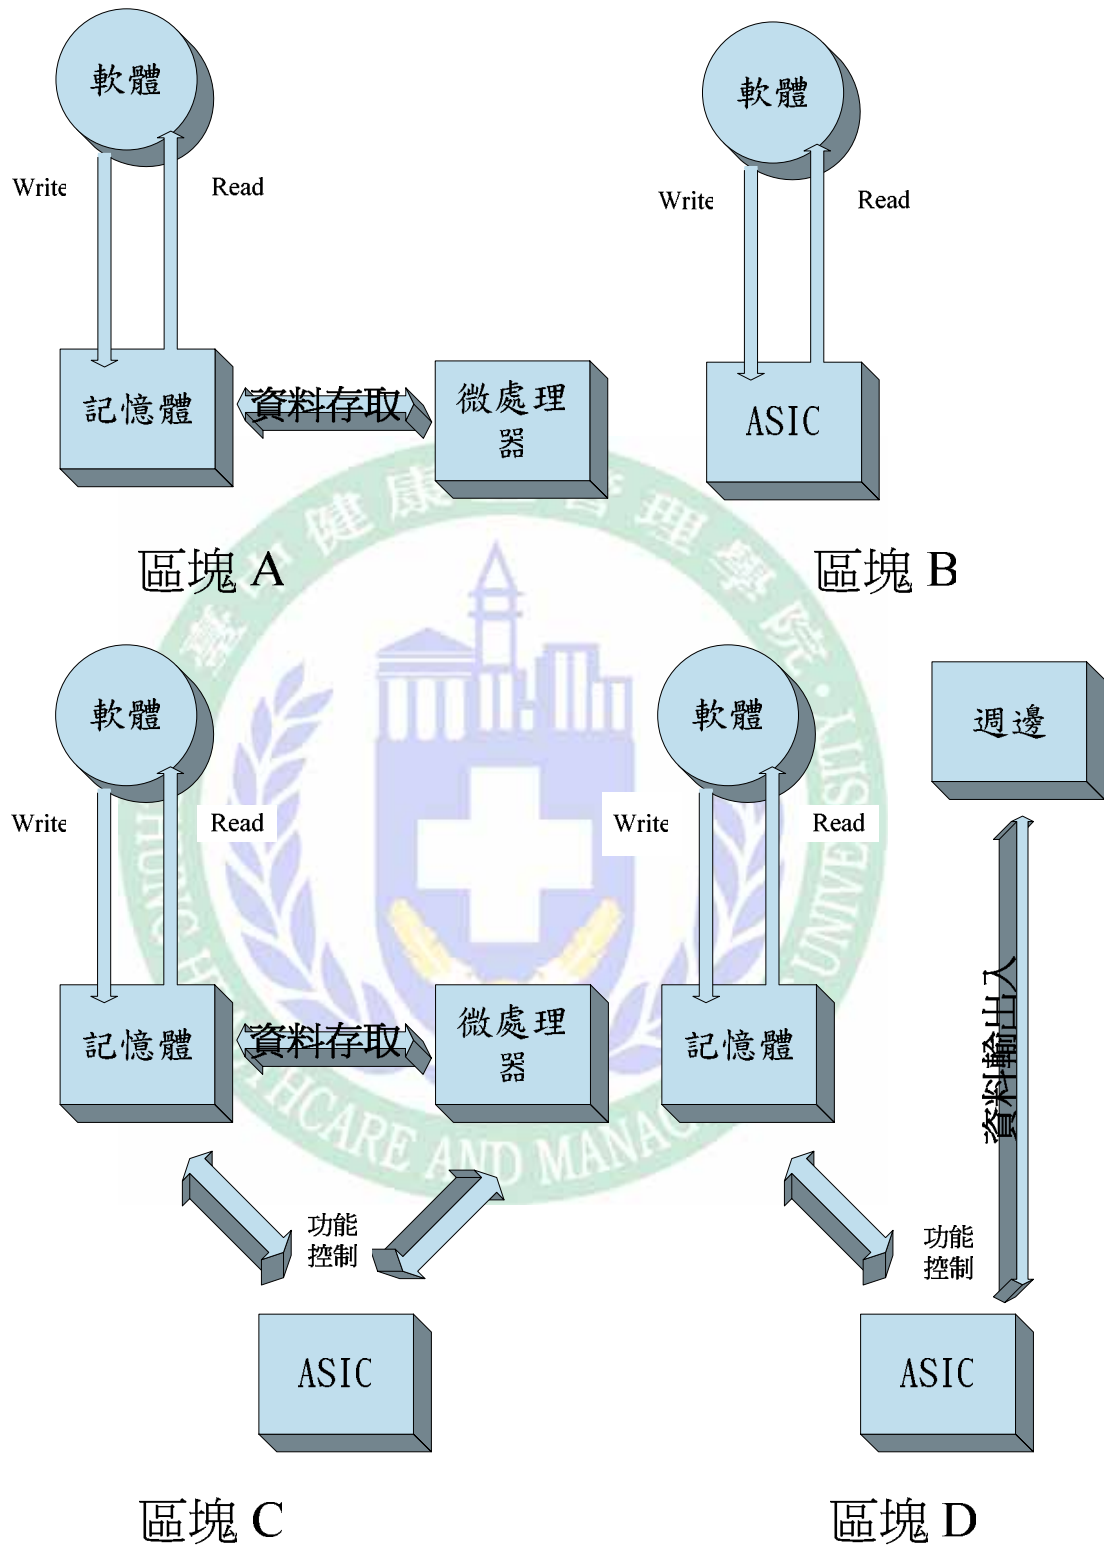 軟體
軟體
Write
Read
Write
Read
記憶體
資料存取
微處理
器
ASIC
區塊 A
區塊 B
軟體
軟體
週邊
Write
Read
Write
Read
記憶體
資料存取
微處理
器
記憶體
資料輸出入
功能
控制
功能
控制
ASIC
ASIC
區塊 C
區塊 D